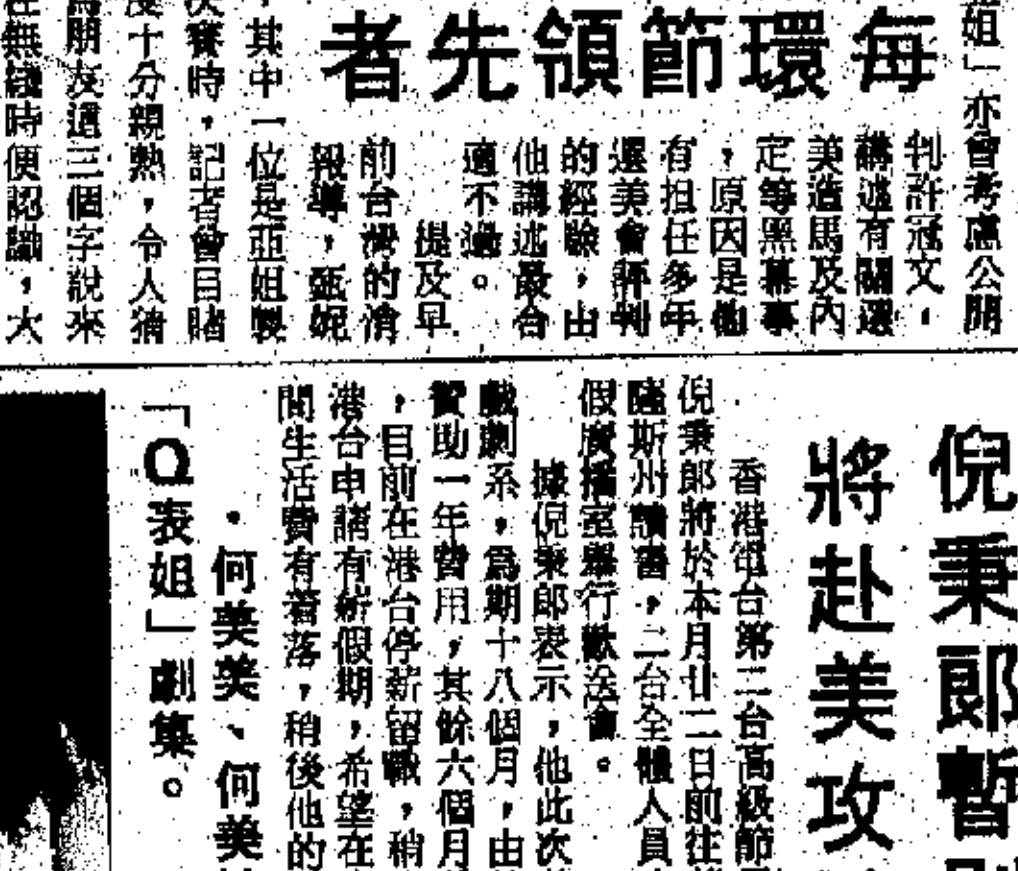 每環節領先者
姐」亦會考慮公開
判許冠文，
講述有關選
美造馬及內
定等黑幕事
，原因是他
有担任多年
選美會評判
的經驗，由
他講述最合
適不過。
提及早
前台灣的消
報導，甄妮
，其中一位是亞姐製
賽時，記者曾目睹
度十分親熱，令人猜
朋友這三個字說來
在無綫時便認識，大
倪秉郎暫
將赴美攻
香港電台第二台高級節
倪秉郎將於本月廿二日前往
薩斯州讀書，二台全體人員
假廣播室舉行歡送會。
據倪秉郎表示，他此次
戲劇系，爲期十八個月，由
贊助一年費用，其餘六個月
，目前在港台停薪留職，稍
港台申請有薪假期，希望在
間生活費有着落，稍後他的
．何美美、何美
「Q表姐」劇集。